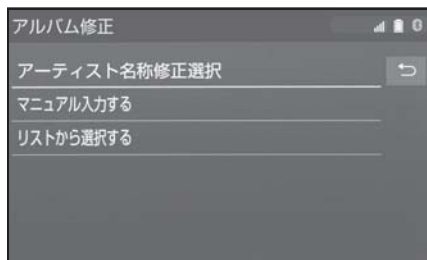 アルバム修正
アーティスト名称修正選択
マニュアル入力する
リストから選択する